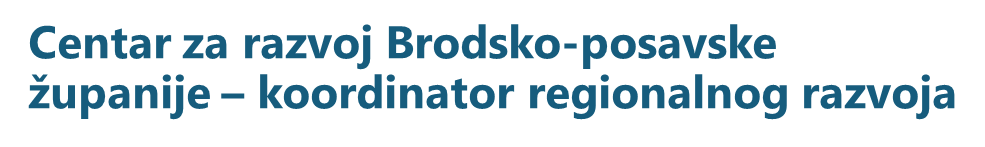 Centar za razvoj Brodsko-posavske
županije – koordinator regionalnog razvoja